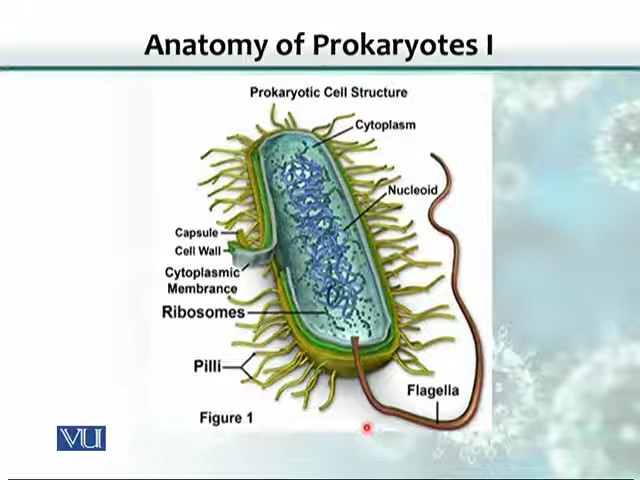 Anatomy of Prokaryotes I
Prokaryotic Cell Structure
Cytoplasm
Nucleoid
Capsule
Cell Wall
Cytoplasmic
Membrance
Ribosomes
Pilli
Flagella
Figure 1
VU